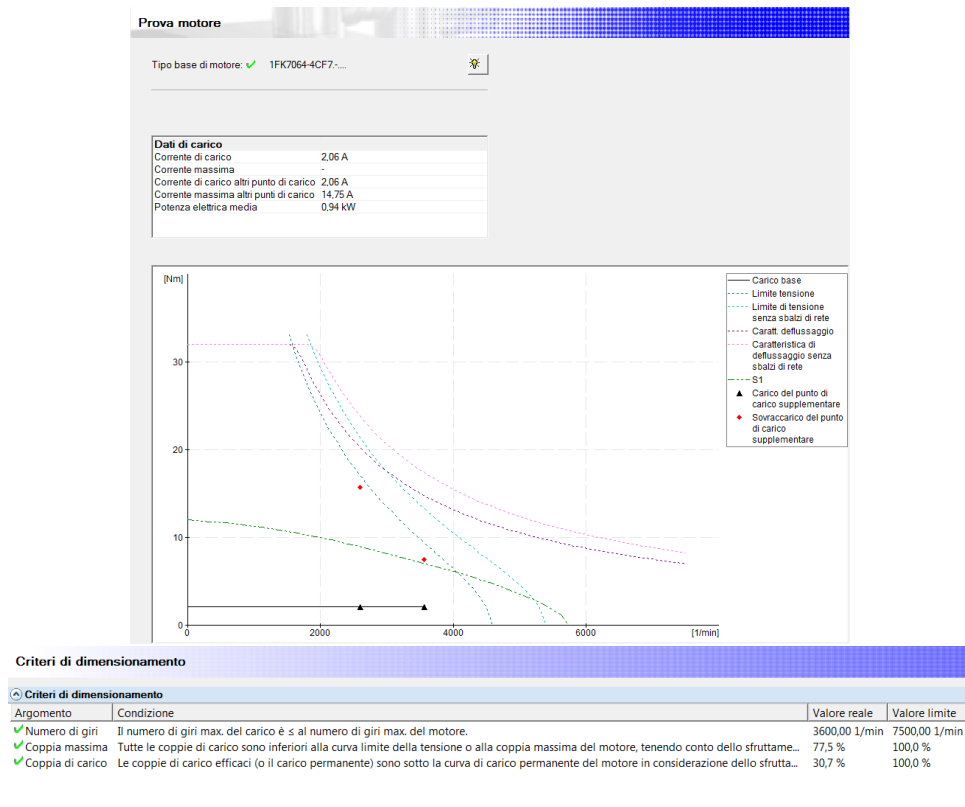 Prova motore
Tipo base di motore: 1FK7064-4CF7.-....
Dati di carico
Corrente di carico 2,06 A
Corrente massima -
Corrente di carico altri punto di carico 2,06 A
Corrente massima altri punti di carico 14,75 A
Potenza elettrica media 0,94 kW
[Nm]
30
20
10
0
0 2000 4000 6000 [1/min]
Carico base
Limite tensione
Limite di tensione
senza sbalzi di rete
Caratt. deflussaggio
Caratteristica di
deflussaggio senza
sbalzi di rete
S1
Carico del punto di
carico supplementare
Sovraccarico del punto
di carico
supplementare
Criteri di dimensionamento
Criteri di dimensionamento
Argomento Condizione Valore reale Valore limite
Numero di giri Il numero di giri max. del carico è ≤ al numero di giri max. del motore. 3600,00 1/min 7500,00 1/min
Coppia massima Tutte le coppie di carico sono inferiori alla curva limite della tensione o alla coppia massima del motore, tenendo conto dello sfruttame... 77,5 % 100,0 %
Coppia di carico Le coppie di carico efficaci (o il carico permanente) sono sotto la curva di carico permanente del motore in considerazione dello sfrutta... 30,7 % 100,0 %